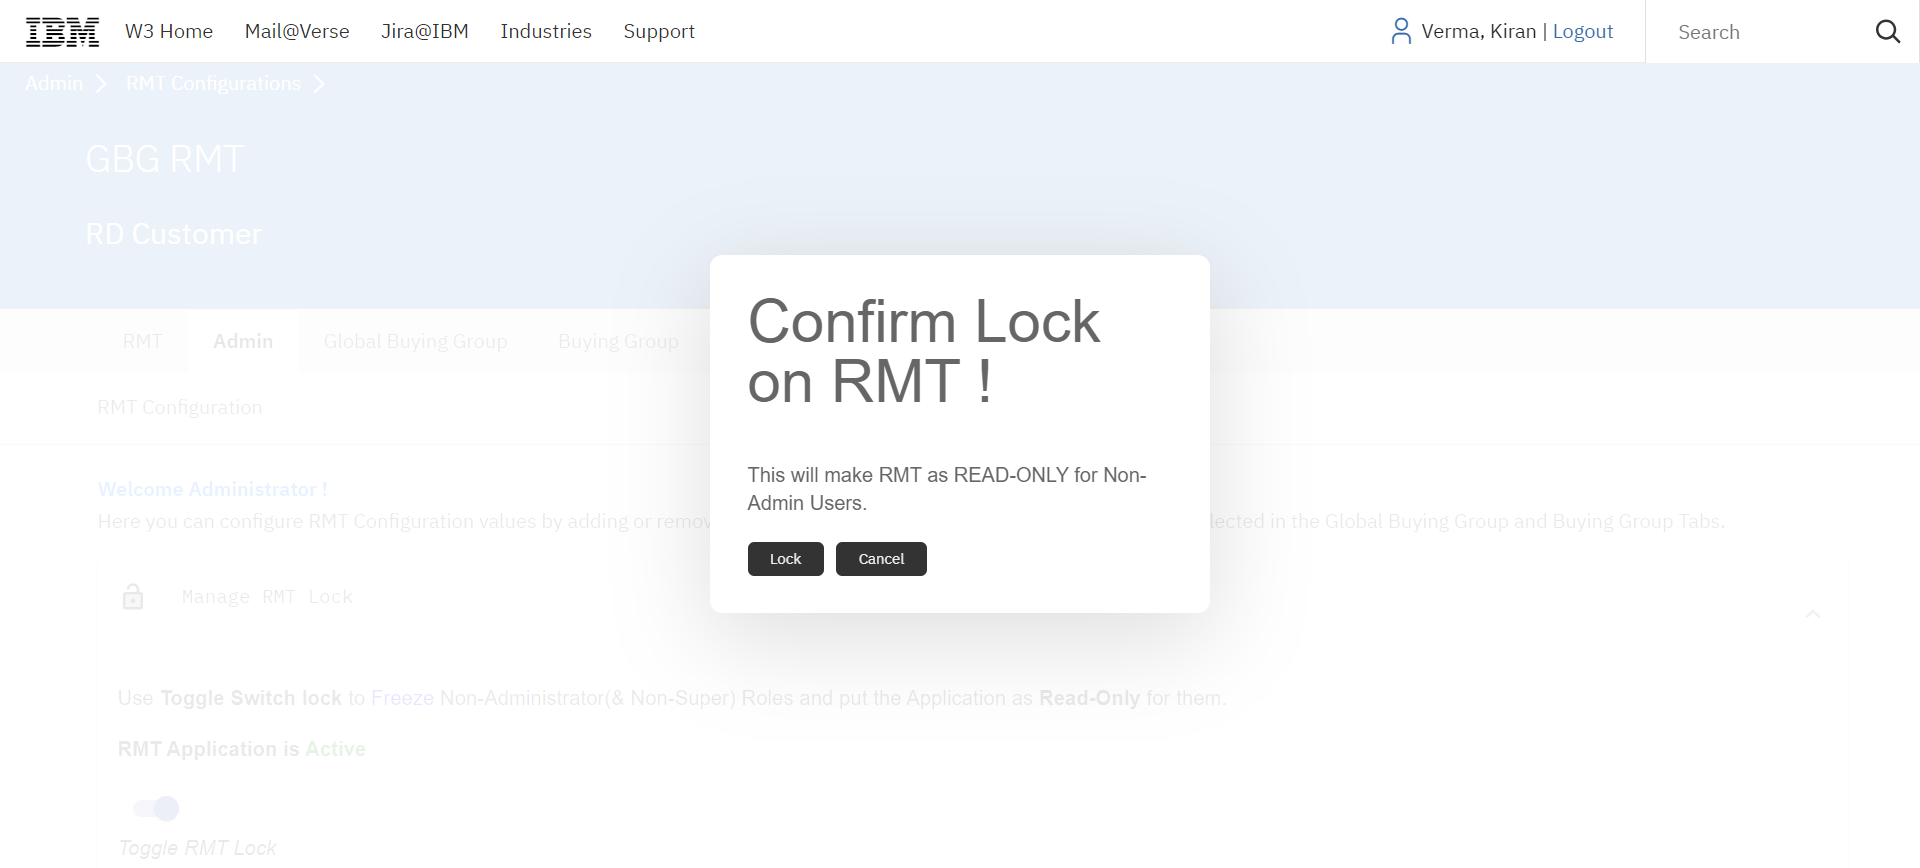 IBM W3 Home Mail@Verse Jira@IBM Industries Support Verma, Kiran | Logout Search
Admin RMT Configurations
GBG RMT
RD Customer
RMT Admin Global Buying Group Buying Group
RMT Configuration
Confirm Lock
on RMT !
This will make RMT as READ-ONLY for Non-
Admin Users.
Lock Cancel
Welcome Administrator !
Here you can configure RMT Configuration values by adding or remov lected in the Global Buying Group and Buying Group Tabs.
Manage RMT Lock
Use Toggle Switch lock to Freeze Non-Administrator(& Non-Super) Roles and put the Application as Read-Only for them.
RMT Application is Active
Toggle RMT Lock